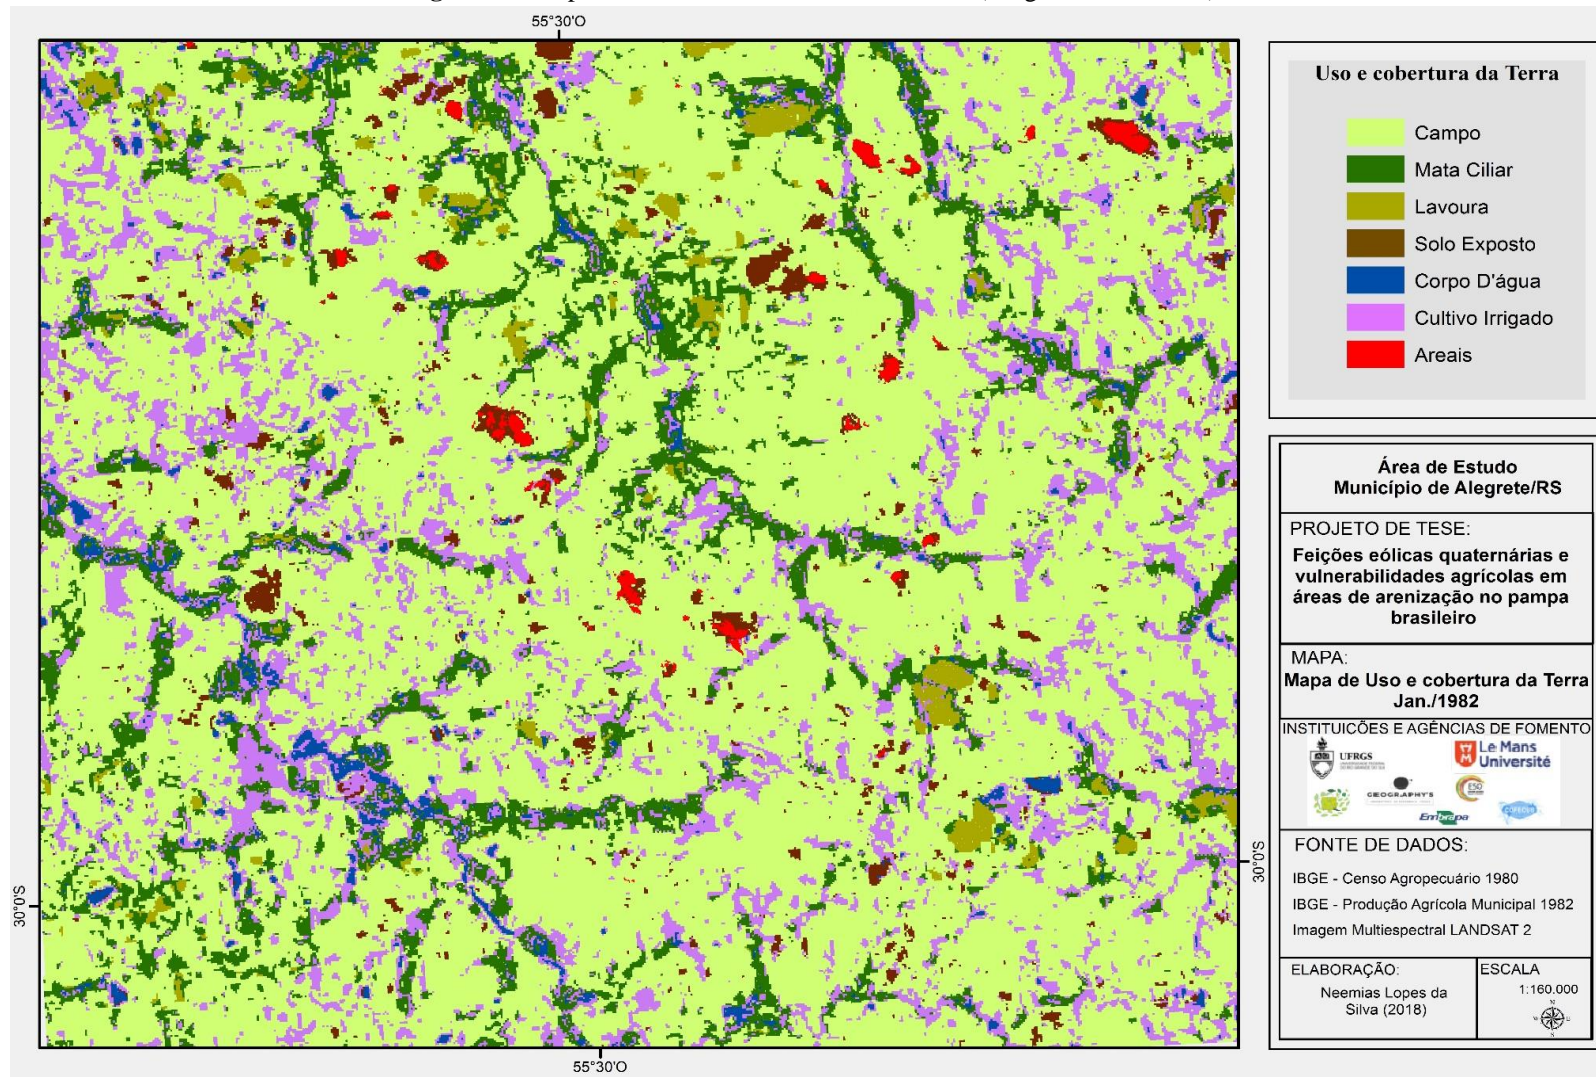 55°30'O
Uso e cobertura da Terra
Campo
Mata Ciliar
Lavoura
Solo Exposto
Corpo D'água
Cultivo Irrigado
Areais
Área de Estudo
Município de Alegrete/RS
PROJETO DE TESE:
Feições eólicas quaternárias e
vulnerabilidades agrícolas em
áreas de arenização no pampa
brasileiro
MAPA:
Mapa de Uso e cobertura da Terra
Jan./1982
INSTITUICÕES E AGÊNCIAS DE FOMENTO
UFRGS
Le Mans
Université
GEOGRAPHYS
ESO
Embrapa
FONTE DE DADOS:
IBGE - Censo Agropecuário 1980
IBGE - Produção Agrícola Municipal 1982
Imagem Multiespectral LANDSAT 2
ELABORAÇÃO:
Neemias Lopes da
Silva (2018)
ESCALA
1:160.000
30°0'S
30°0'S
55°30'O